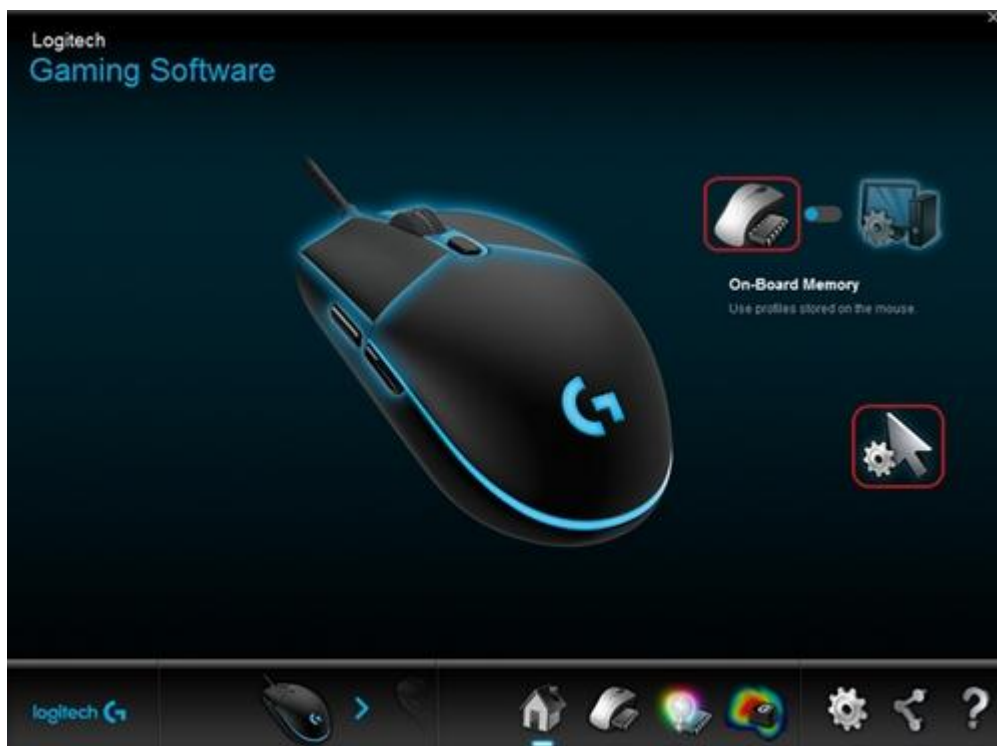 Logitech
Gaming Software
On-Board Memory
Use profiles stored on the mouse.
logitech G
?